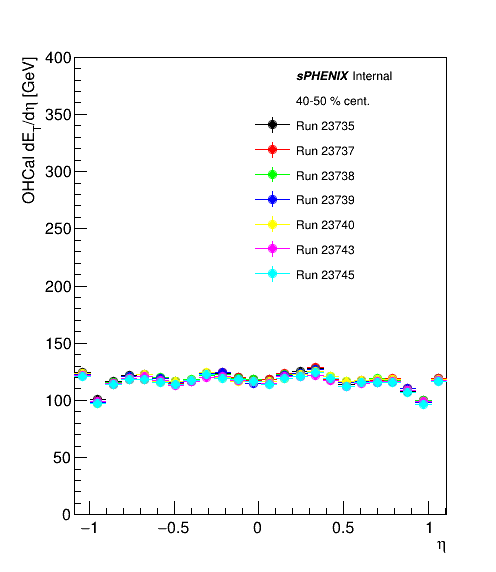 sPHENIX Internal
40-50 % cent.
Run 23735
Run 23737
Run 23738
Run 23739
Run 23740
Run 23743
Run 23745
OHCal dE_T/dη [GeV]
400
350
300
250
200
150
100
50
0
−1 −0.5 0 0.5 1
η